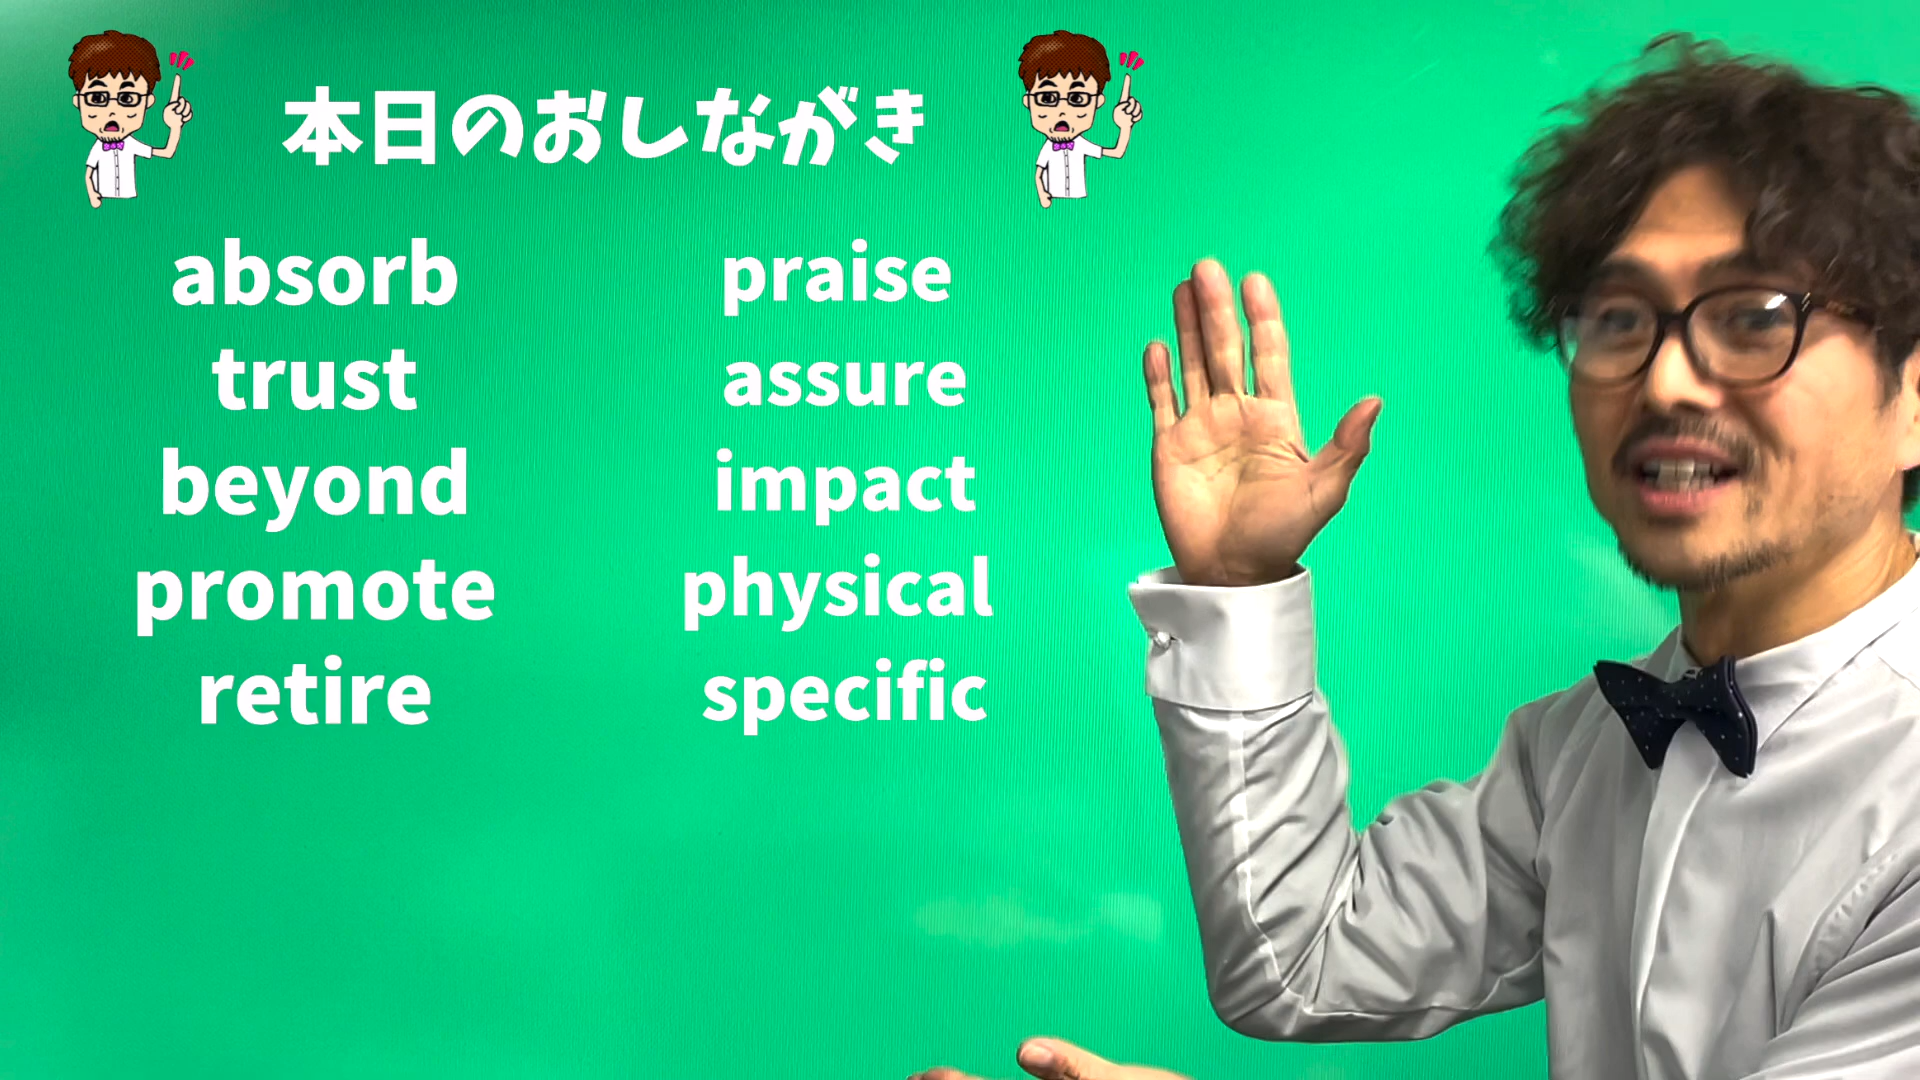 本日のおしながき
absorb
trust
beyond
promote
retire
praise
assure
impact
physical
specific